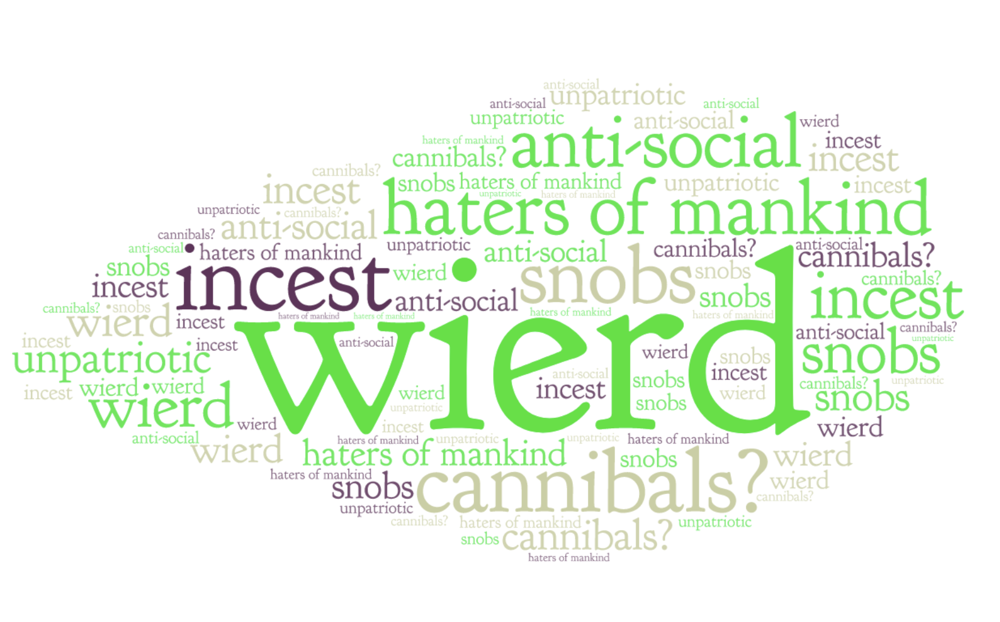 anti-social
unpatriotic
anti-social
anti-social
unpatriotic
anti-social
wierd
haters of mankind
anti-social
incest
cannibals?
incest
cannibals?
incest
snobs
haters of mankind
unpatriotic
incest
unpatriotic
haters of mankind
unpatriotic
cannibals?
haters of mankind
cannibals?
anti-social
anti-social
haters of mankind
unpatriotic
anti-social
cannibals?
anti-social
cannibals?
snobs
incest
wierd
snobs
snobs
cannibals?
incest
anti-social
snobs
incest
cannibals?
snobs
wierd
incest
haters of mankind
haters of mankind
haters of mankind
haters of mankind
anti-social
cannibals?
incest
incest
anti-social
wierd
wierd
snobs
unpatriotic
unpatriotic
snobs
anti-social
incest
incest
wierd
wierd
incest
snobs
cannibals?
unpatriotic
wierd
wierd
wierd
snobs
snobs
unpatriotic
wierd
incest
wierd
anti-social
wierd
haters of mankind
unpatriotic
unpatriotic
haters of mankind
haters of mankind
snobs
wierd
haters of mankind
snobs
cannibals?
wierd
cannibals?
unpatriotic
cannibals?
haters of mankind
unpatriotic
snobs
cannibals?
haters of mankind